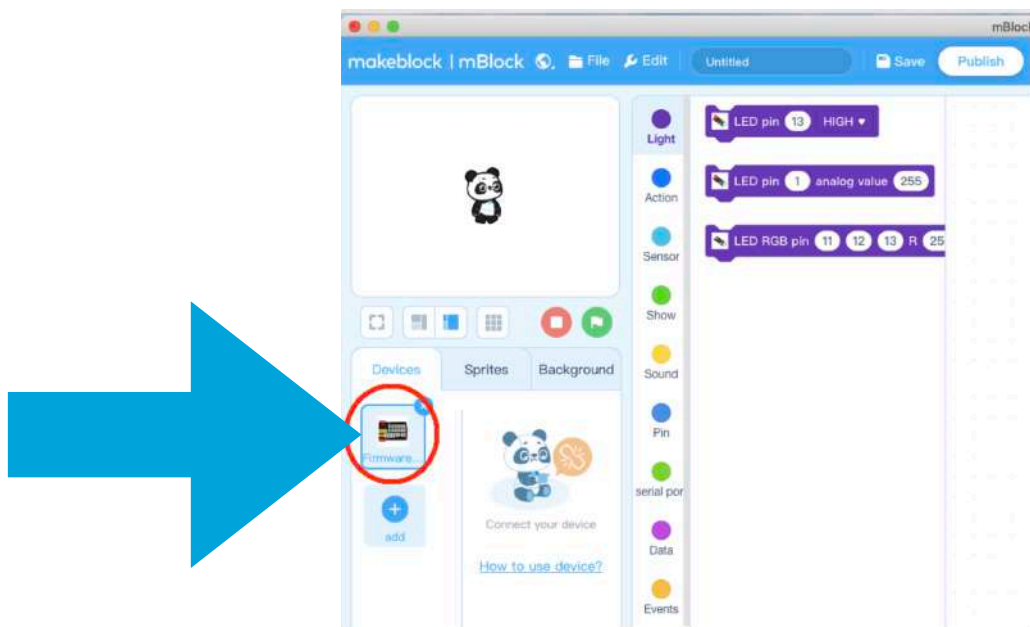 mBloc
makeblock | mBlock File Edit Untitled Save Publish
Light
Action
Sensor
Show
Sound
Pin
serial por
Data
Events
LED pin 13 HIGH
LED pin 1 analog value 255
LED RGB pin 11 12 13 R 25
Devices Sprites Background
Firmware...
add
Connect your device
How to use device?